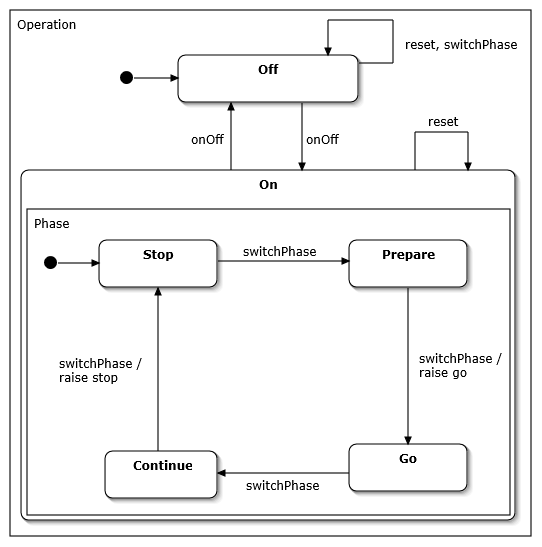 Operation
reset, switchPhase
Off
onOff
onOff
reset
On
Phase
Stop
switchPhase
Prepare
switchPhase /
raise stop
switchPhase /
raise go
Continue
switchPhase
Go